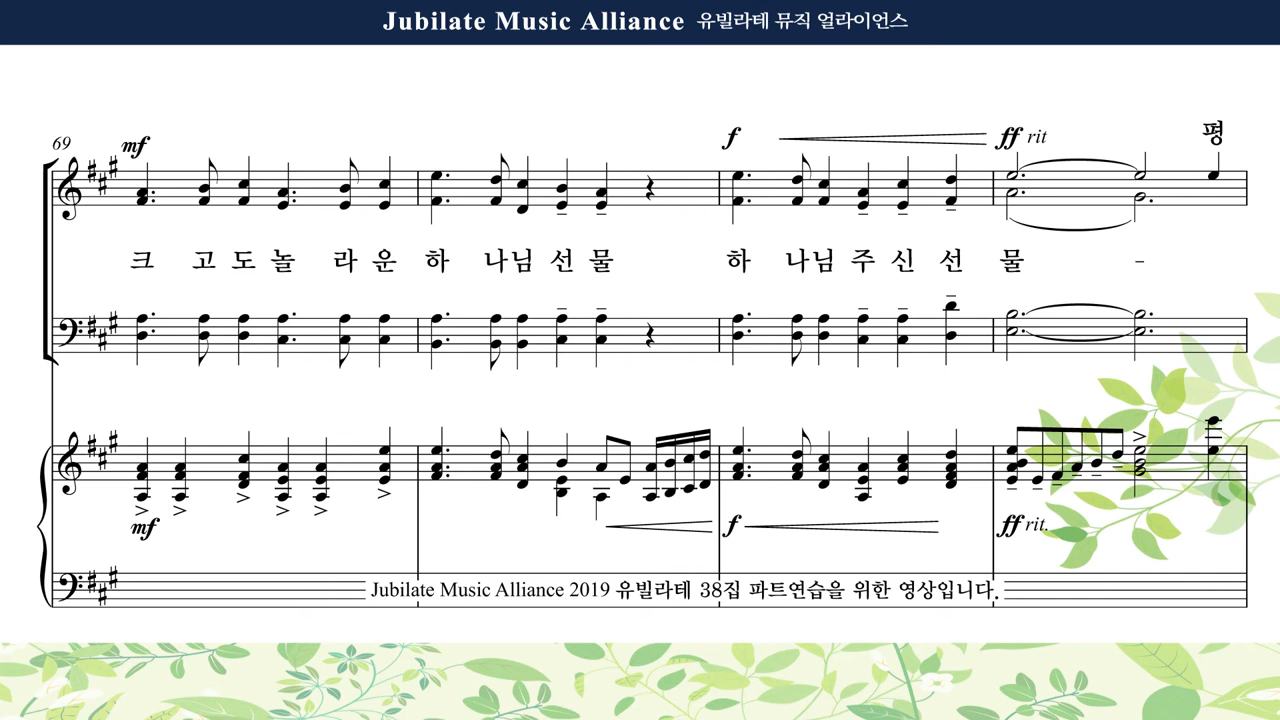 Jubilate Music Alliance 유빌라테 뮤직 얼라이언스
69
mf
f
ff rit
평
크 고 도 놀 라 운 하 나 님 선 물 하 나 님 주 신 선 물 -
mf
f
ff rit.
Jubilate Music Alliance 2019 유빌라테 38집 파트연습을 위한 영상입니다.